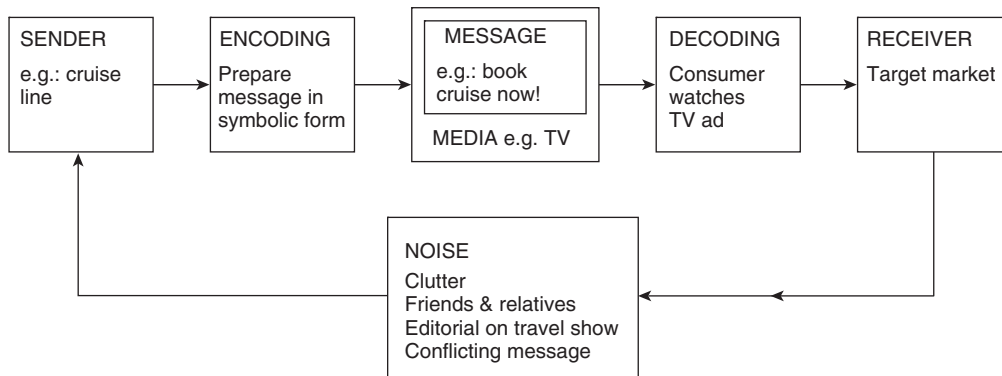 SENDER
e.g.: cruise
line
ENCODING
Prepare
message in
symbolic form
MESSAGE
e.g.: book
cruise now!
MEDIA e.g. TV
DECODING
Consumer
watches
TV ad
RECEIVER
Target market
NOISE
Clutter
Friends & relatives
Editorial on travel show
Conflicting message